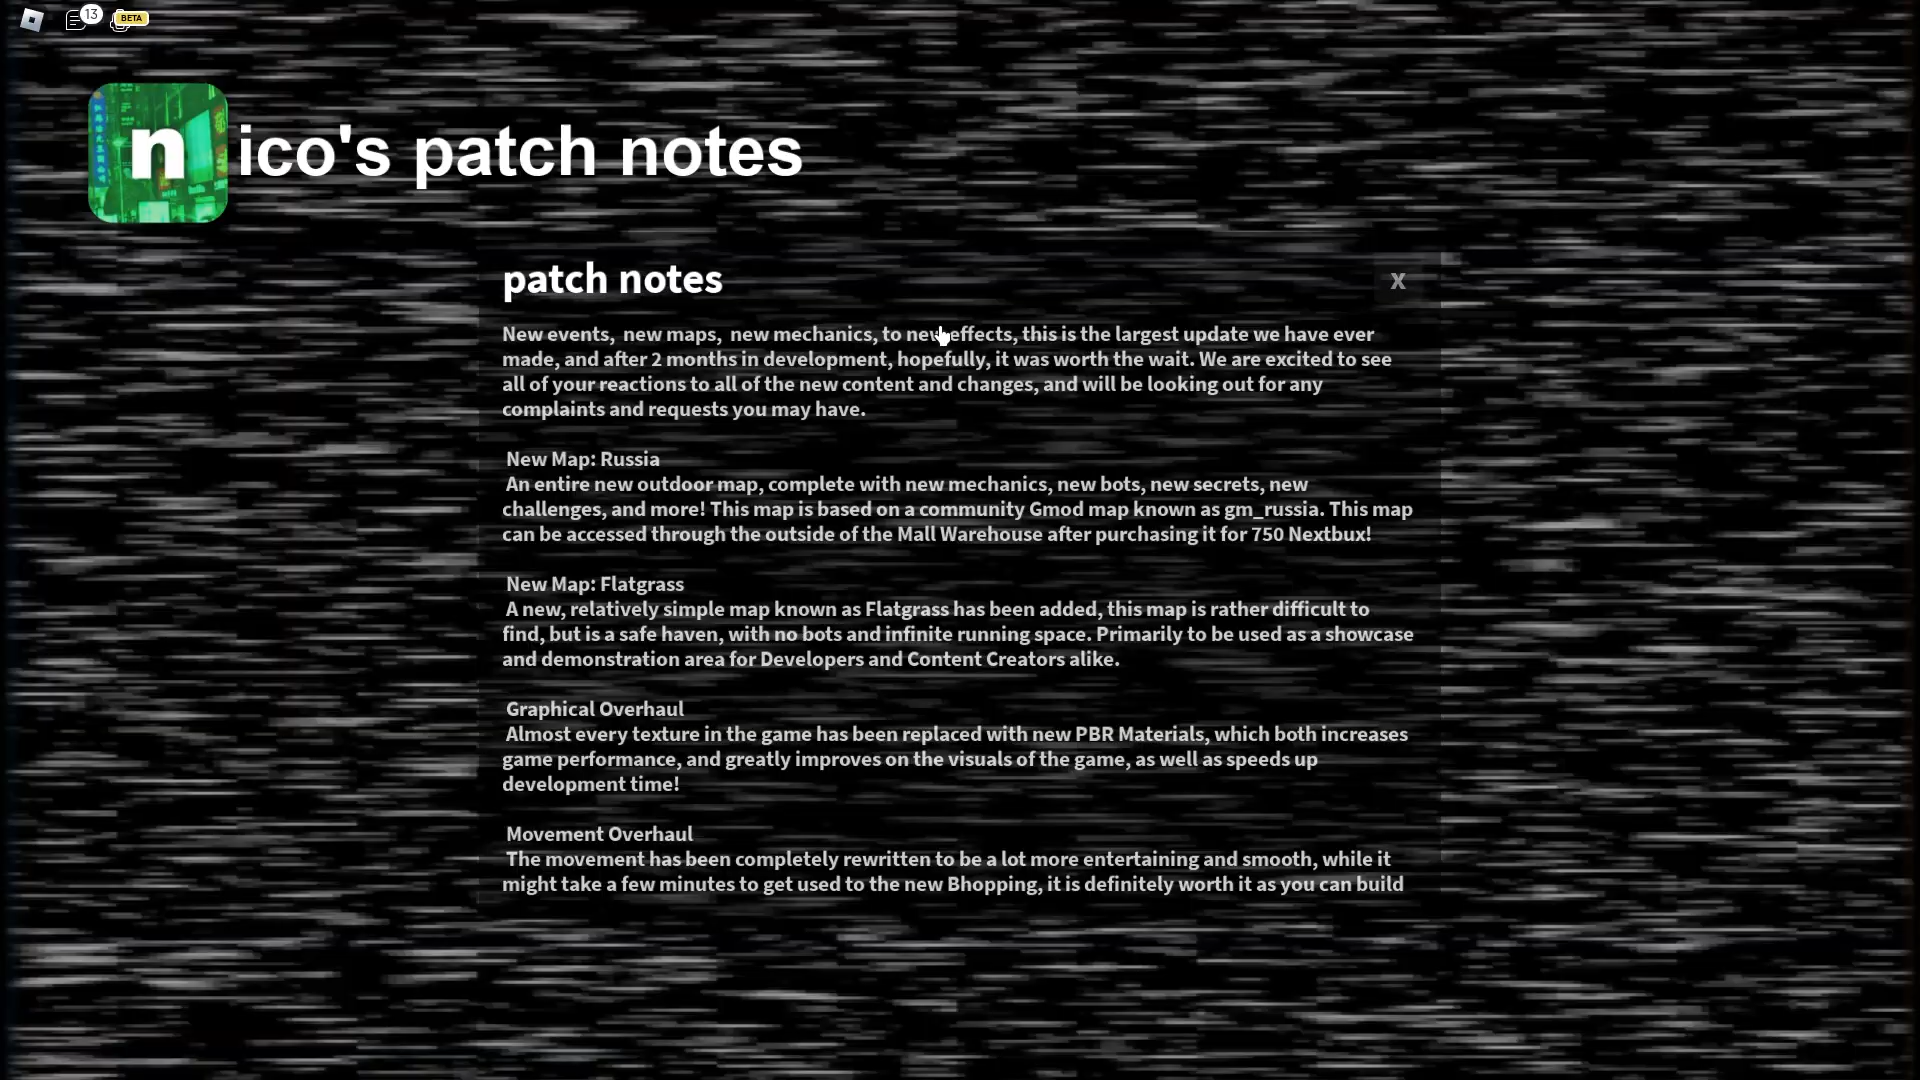 13
BETA
nico's patch notes
patch notes
X
New events,  new maps,  new mechanics, to new effects, this is the largest update we have ever
made, and after 2 months in development, hopefully, it was worth the wait. We are excited to see
all of your reactions to all of the new content and changes, and will be looking out for any
complaints and requests you may have.
New Map: Russia
An entire new outdoor map, complete with new mechanics, new bots, new secrets, new
challenges, and more! This map is based on a community Gmod map known as gm_russia. This map
can be accessed through the outside of the Mall Warehouse after purchasing it for 750 Nextbux!
New Map: Flatgrass
A new, relatively simple map known as Flatgrass has been added, this map is rather difficult to
find, but is a safe haven, with no bots and infinite running space. Primarily to be used as a showcase
and demonstration area for Developers and Content Creators alike.
Graphical Overhaul
Almost every texture in the game has been replaced with new PBR Materials, which both increases
game performance, and greatly improves on the visuals of the game, as well as speeds up
development time!
Movement Overhaul
The movement has been completely rewritten to be a lot more entertaining and smooth, while it
might take a few minutes to get used to the new Bhopping, it is definitely worth it as you can build